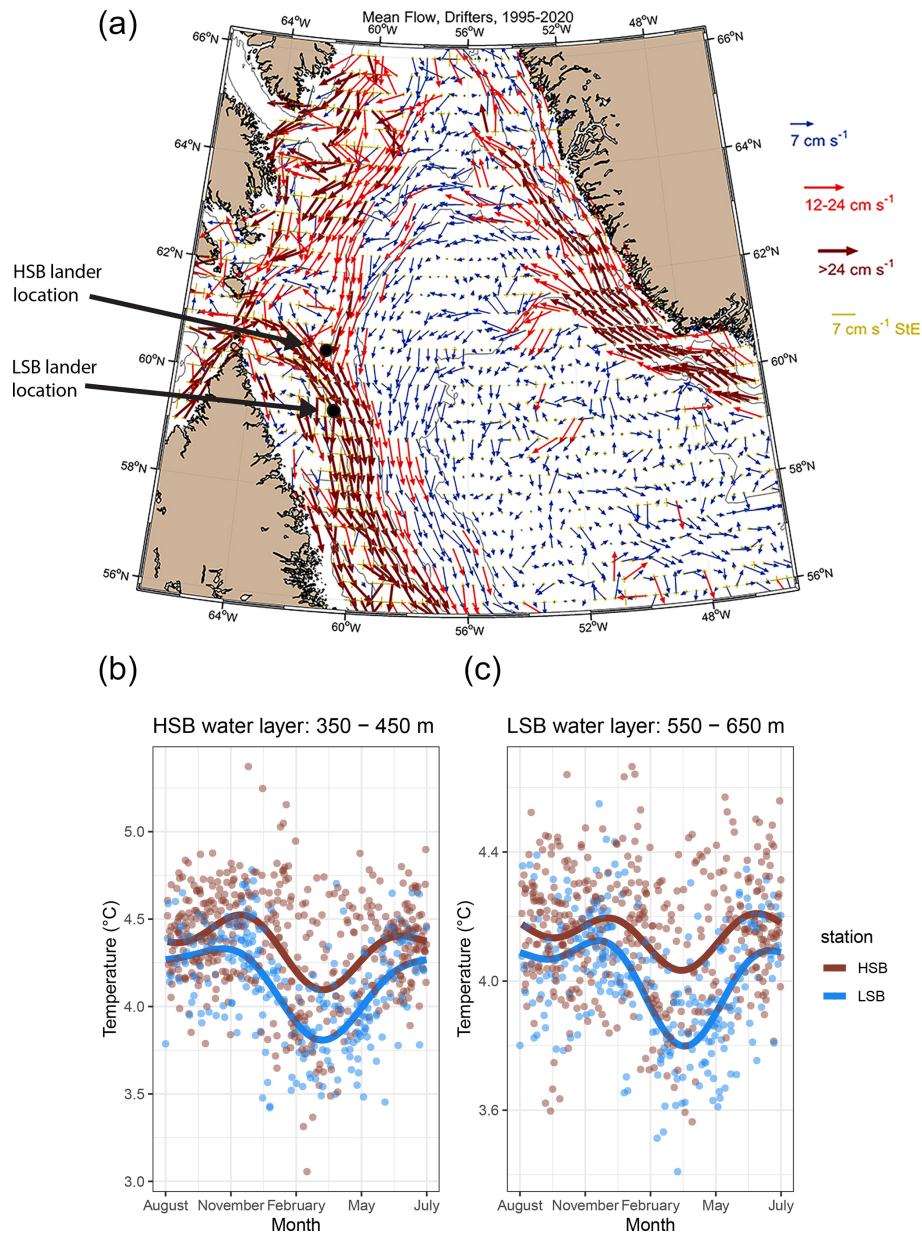 (a)
Mean Flow, Drifters, 1995-2020
64°W
60°W
56°W
52°W
48°W
66°N
66°N
64°N
64°N
62°N
62°N
60°N
60°N
58°N
58°N
56°N
56°N
64°W
60°W
56°W
52°W
48°W
7 cm s⁻¹
12-24 cm s⁻¹
>24 cm s⁻¹
7 cm s⁻¹ StE
HSB lander
location
LSB lander
location
(b)
HSB water layer: 350 − 450 m
Temperature (°C)
5.0
4.5
4.0
3.5
3.0
August
November
February
May
July
Month
(c)
LSB water layer: 550 − 650 m
Temperature (°C)
4.4
4.0
3.6
August
November
February
May
July
Month
station
HSB
LSB